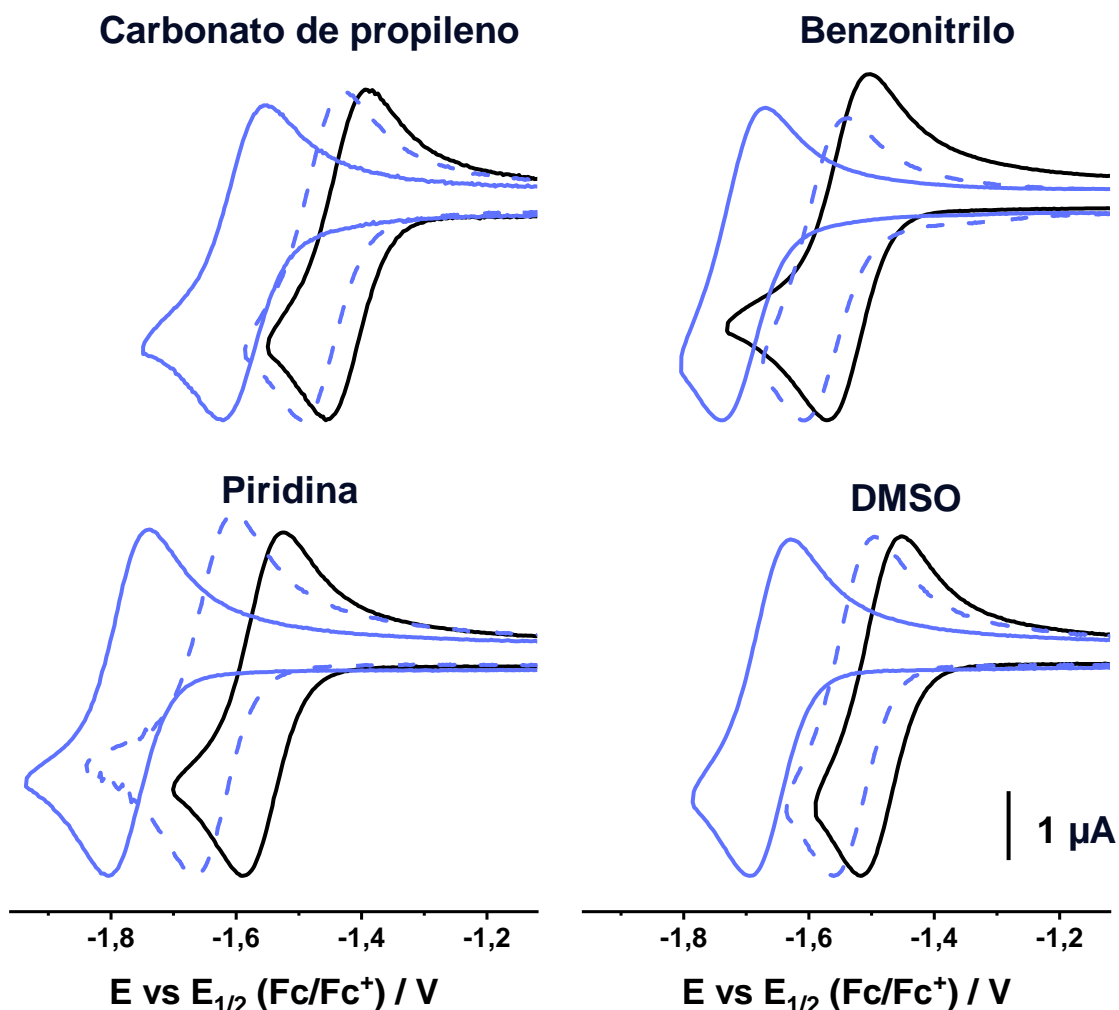 Carbonato de propileno
Benzonitrilo
Piridina
DMSO
1 µA
-1,8 -1,6 -1,4 -1,2
-1,8 -1,6 -1,4 -1,2
E vs E1/2 (Fc/Fc+) / V
E vs E1/2 (Fc/Fc+) / V